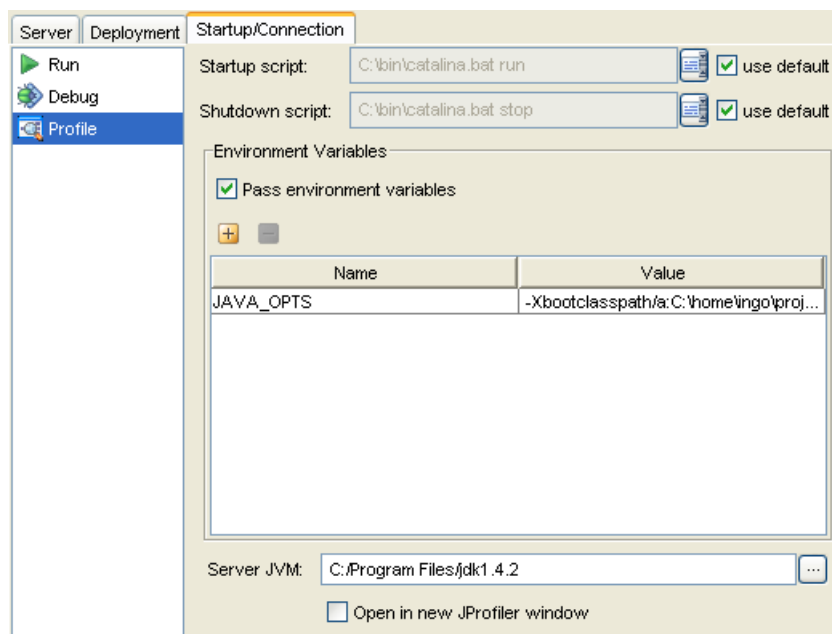 Server Deployment Startup/Connection
Run
Debug
Profile
Startup script: C:\bin\catalina.bat run use default
Shutdown script: C:\bin\catalina.bat stop use default
Environment Variables
Pass environment variables
Name Value
JAVA_OPTS -Xbootclasspath/a:C:\home\ingo\proj...
Server JVM: C:/Program Files/jdk1.4.2 ...
Open in new JProfiler window